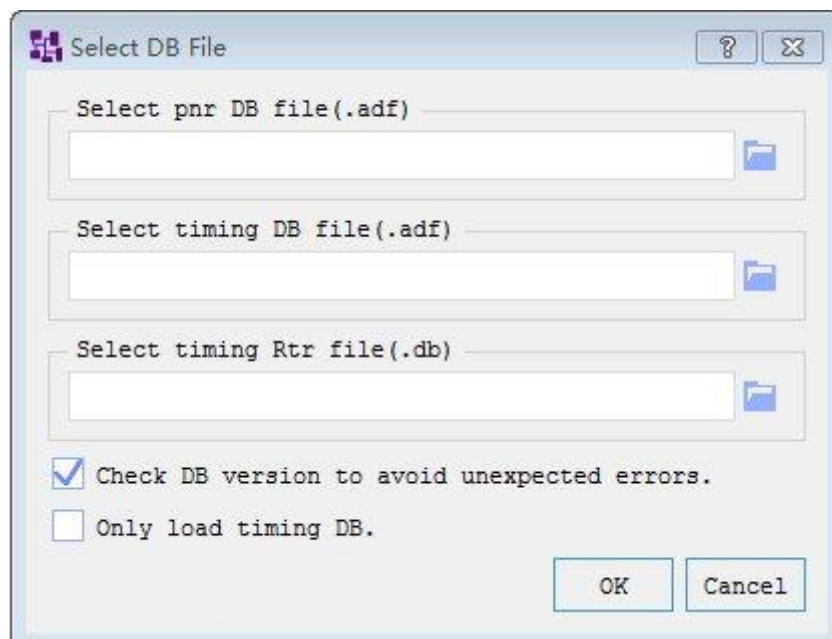 Select DB File
Select pnr DB file(.adf)
Select timing DB file(.adf)
Select timing Rtr file(.db)
Check DB version to avoid unexpected errors.
Only load timing DB.
OK Cancel